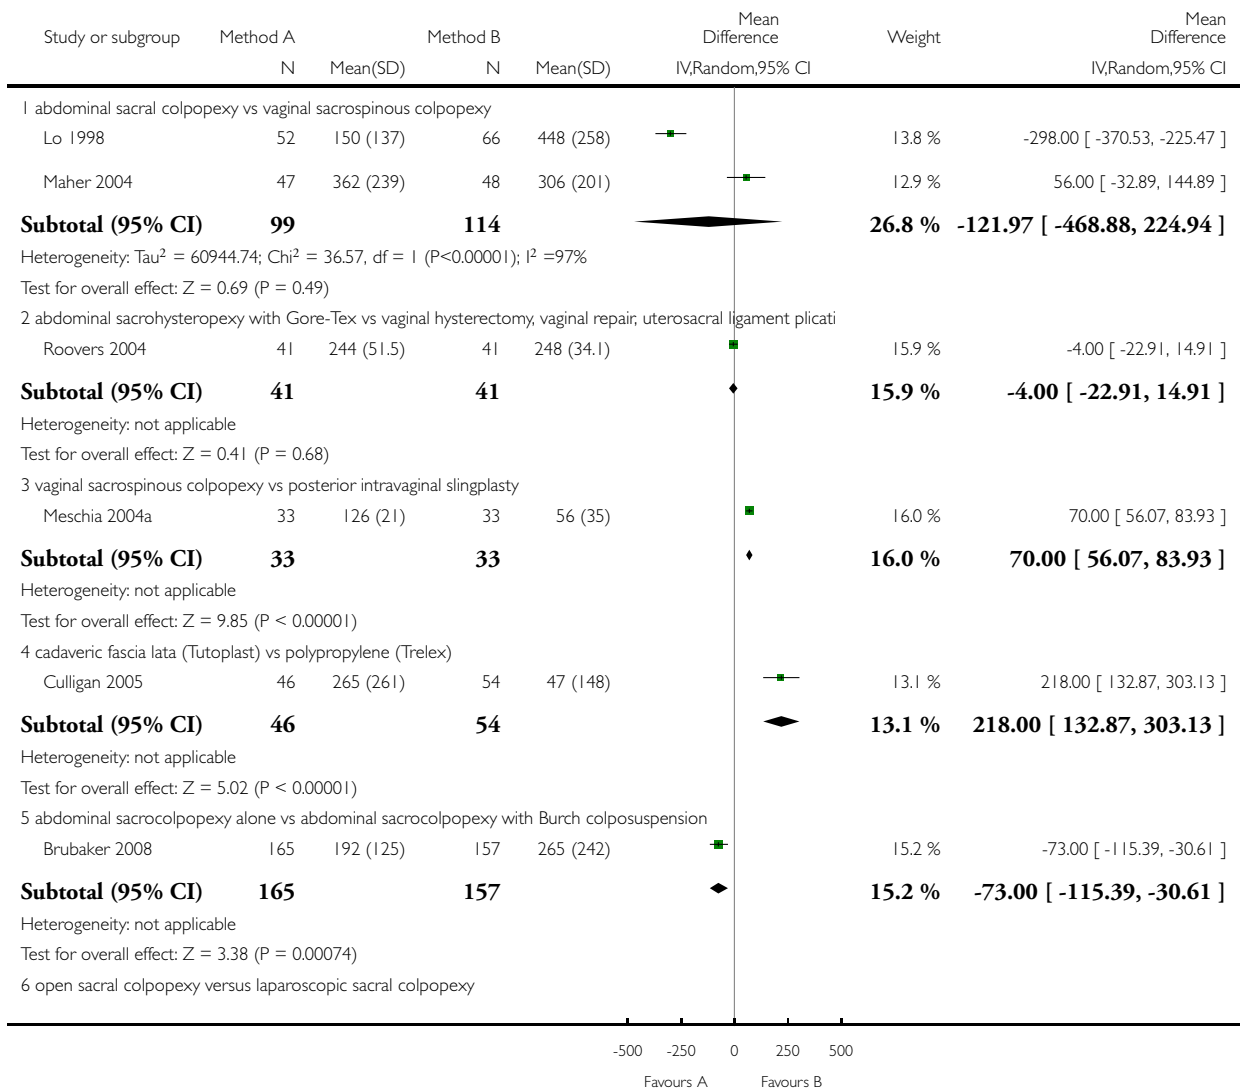 Mean Mean
Study or subgroup Method A Method B Difference Weight Difference
N Mean(SD) N Mean(SD) IV,Random,95% CI IV,Random,95% CI
1 abdominal sacral colpopexy vs vaginal sacrospinous colpopexy
Lo 1998 52 150 (137) 66 448 (258) 13.8 % -298.00 [ -370.53, -225.47 ]
Maher 2004 47 362 (239) 48 306 (201) 12.9 % 56.00 [ -32.89, 144.89 ]
Subtotal (95% CI) 99 114 26.8 % -121.97 [ -468.88, 224.94 ]
Heterogeneity: Tau² = 60944.74; Chi² = 36.57, df = 1 (P<0.00001); I² =97%
Test for overall effect: Z = 0.69 (P = 0.49)
2 abdominal sacrohysteropexy with Gore-Tex vs vaginal hysterectomy, vaginal repair, uterosacral ligament plicati
Roovers 2004 41 244 (51.5) 41 248 (34.1) 15.9 % -4.00 [ -22.91, 14.91 ]
Subtotal (95% CI) 41 41 15.9 % -4.00 [ -22.91, 14.91 ]
Heterogeneity: not applicable
Test for overall effect: Z = 0.41 (P = 0.68)
3 vaginal sacrospinous colpopexy vs posterior intravaginal slingplasty
Meschia 2004a 33 126 (21) 33 56 (35) 16.0 % 70.00 [ 56.07, 83.93 ]
Subtotal (95% CI) 33 33 16.0 % 70.00 [ 56.07, 83.93 ]
Heterogeneity: not applicable
Test for overall effect: Z = 9.85 (P < 0.00001)
4 cadaveric fascia lata (Tutoplast) vs polypropylene (Trelex)
Culligan 2005 46 265 (261) 54 47 (148) 13.1 % 218.00 [ 132.87, 303.13 ]
Subtotal (95% CI) 46 54 13.1 % 218.00 [ 132.87, 303.13 ]
Heterogeneity: not applicable
Test for overall effect: Z = 5.02 (P < 0.00001)
5 abdominal sacrocolpopexy alone vs abdominal sacrocolpopexy with Burch colposuspension
Brubaker 2008 165 192 (125) 157 265 (242) 15.2 % -73.00 [ -115.39, -30.61 ]
Subtotal (95% CI) 165 157 15.2 % -73.00 [ -115.39, -30.61 ]
Heterogeneity: not applicable
Test for overall effect: Z = 3.38 (P = 0.00074)
6 open sacral colpopexy versus laparoscopic sacral colpopexy
-500 -250 0 250 500
Favours A Favours B